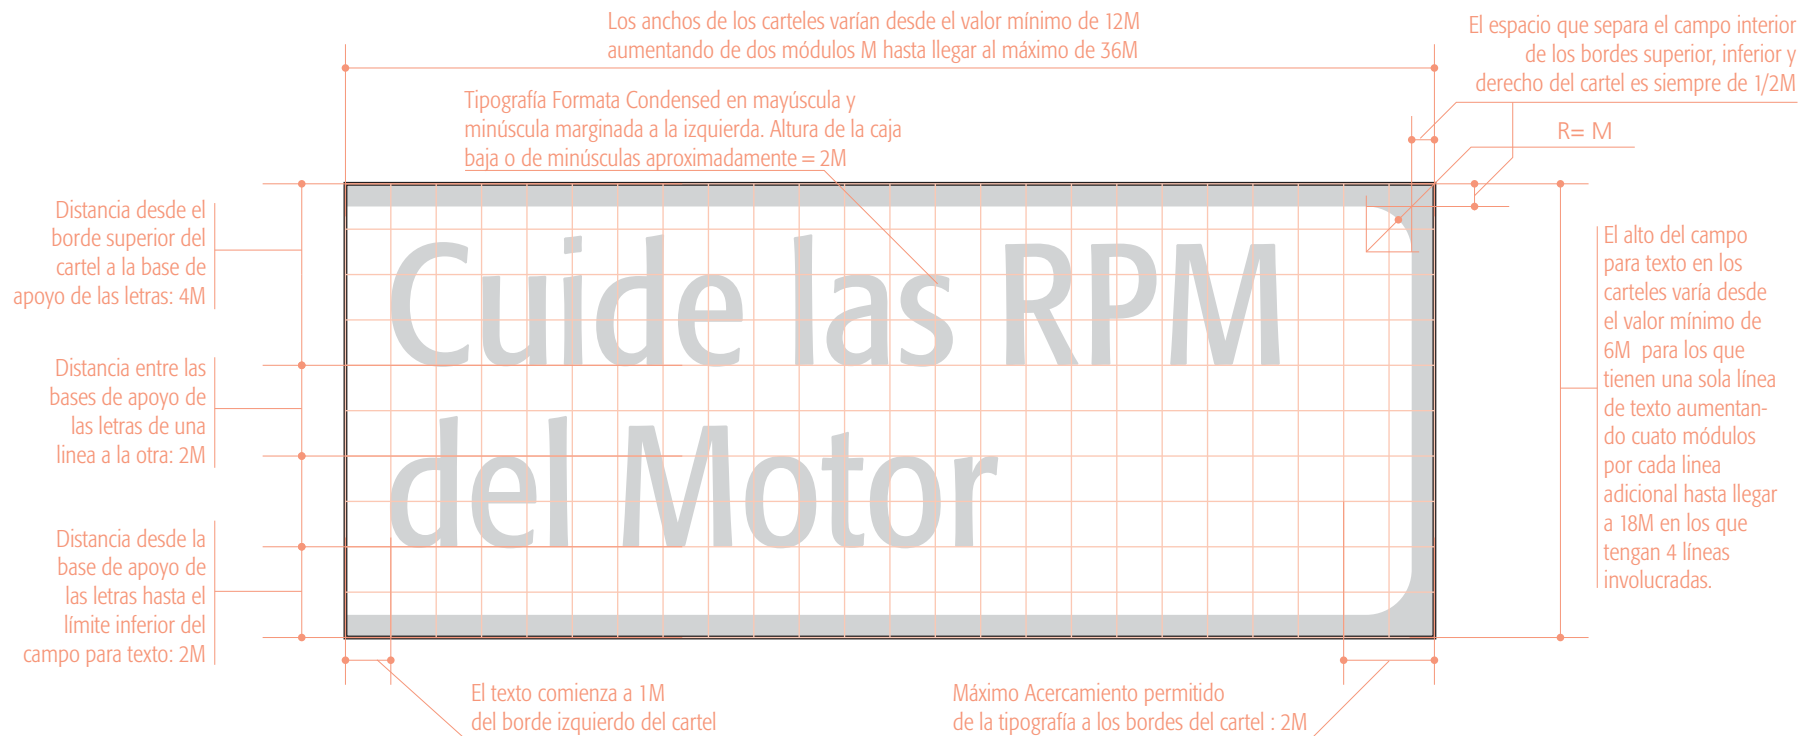 Los anchos de los carteles varían desde el valor mínimo de 12M
aumentando de dos módulos M hasta llegar al máximo de 36M
El espacio que separa el campo interior
de los bordes superior, inferior y
derecho del cartel es siempre de 1/2M
Tipografía Formata Condensed en mayúscula y
minúscula marginada a la izquierda. Altura de la caja
baja o de minúsculas aproximadamente = 2M
R= M
Distancia desde el
borde superior del
cartel a la base de
apoyo de las letras: 4M
Distancia entre las
bases de apoyo de
las letras de una
linea a la otra: 2M
Distancia desde la
base de apoyo de
las letras hasta el
límite inferior del
campo para texto: 2M
Cuide las RPM
del Motor
El alto del campo
para texto en los
carteles varía desde
el valor mínimo de
6M para los que
tienen una sola línea
de texto aumentan-
do cuato módulos
por cada linea
adicional hasta llegar
a 18M en los que
tengan 4 líneas
involucradas.
El texto comienza a 1M
del borde izquierdo del cartel
Máximo Acercamiento permitido
de la tipografía a los bordes del cartel : 2M